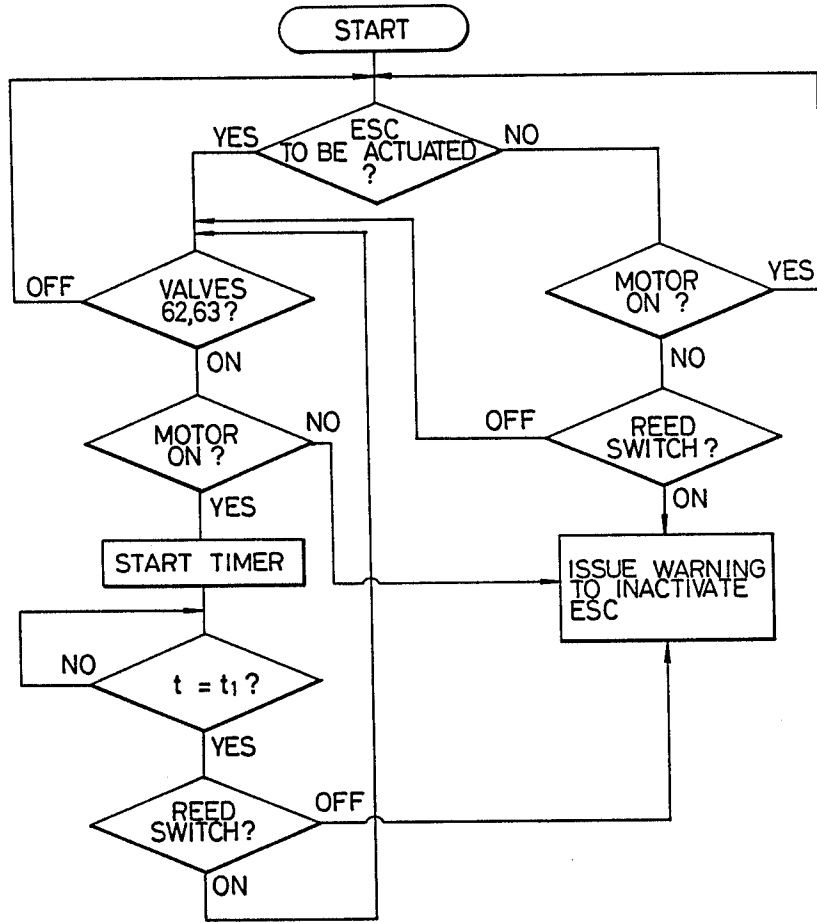 START
ESC
TO BE ACTUATED
?
YES
NO
VALVES
62,63?
OFF
ON
MOTOR
ON ?
YES
NO
MOTOR
ON ?
NO
YES
REED
SWITCH ?
OFF
ON
START TIMER
ISSUE WARNING
TO INACTIVATE
ESC
t = t1 ?
NO
YES
REED
SWITCH?
OFF
ON